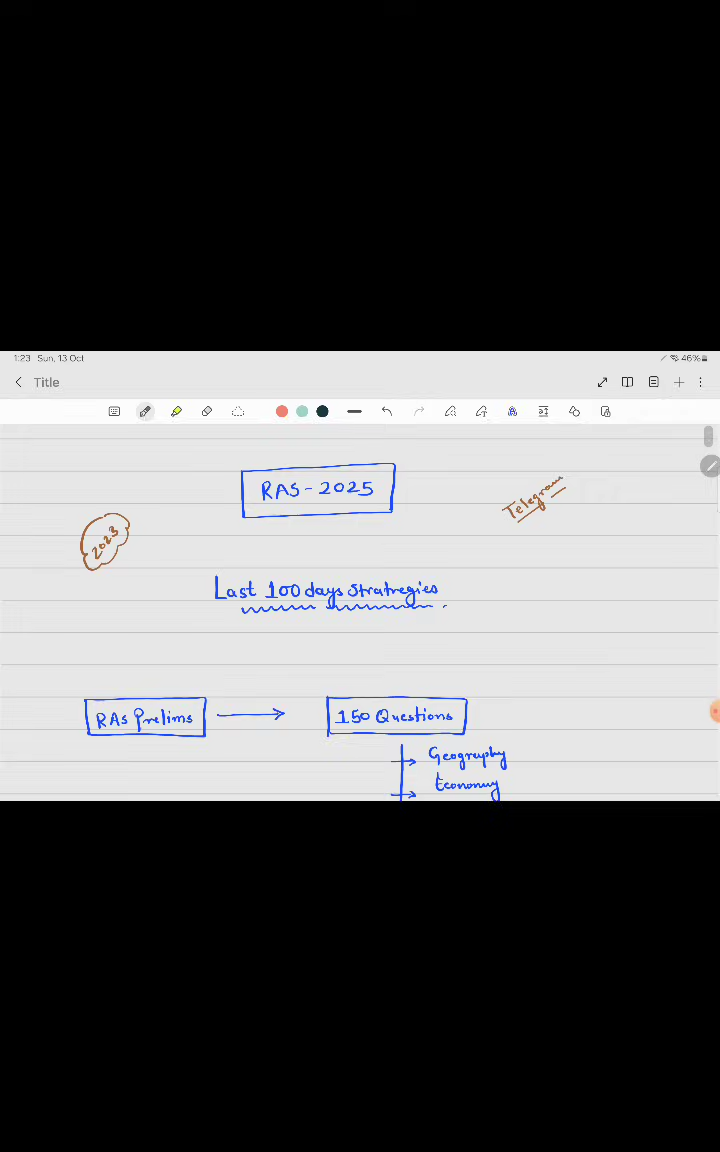 1:23 Sun, 13 Oct
46%
Title
RAS - 2025
Telegram
2023
Last 100 days Stratregies
RAs Prelims
150 Questions
Geography
Economy